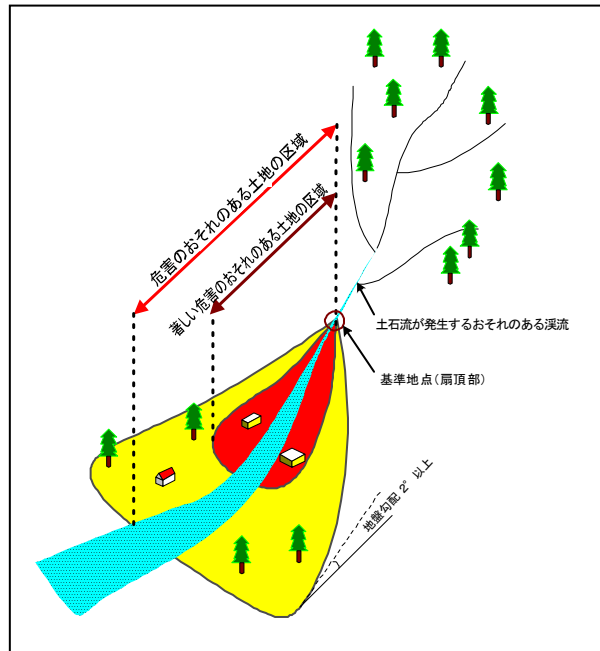 危害のおそれのある土地の区域
著しい危害のおそれのある土地の区域
土石流が発生するおそれのある渓流
基準地点（扇頂部）
地盤勾配 2° 以上